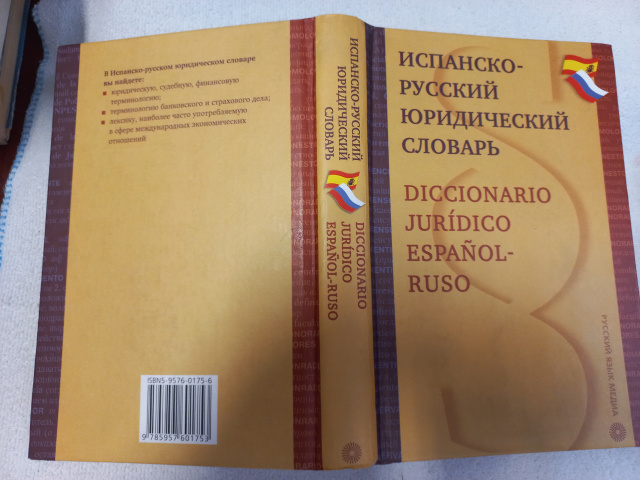 В Испанско-русском юридическом словаре
вы найдете:
юридическую, судебную, финансовую
терминологию;
терминологию банковского и страхового дела;
лексику, наиболее часто употребляемую
в сфере международных экономических
отношений
ISBN 5-9576-0175-6
9 785957 601753
ИСПАНСКО-РУССКИЙ
ЮРИДИЧЕСКИЙ
СЛОВАРЬ
DICCIONARIO
JURÍDICO
ESPAÑOL-RUSO
ИСПАНСКО-
РУССКИЙ
ЮРИДИЧЕСКИЙ
СЛОВАРЬ
DICCIONARIO
JURÍDICO
ESPAÑOL-
RUSO
РУССКИЙ ЯЗЫК МЕДИА